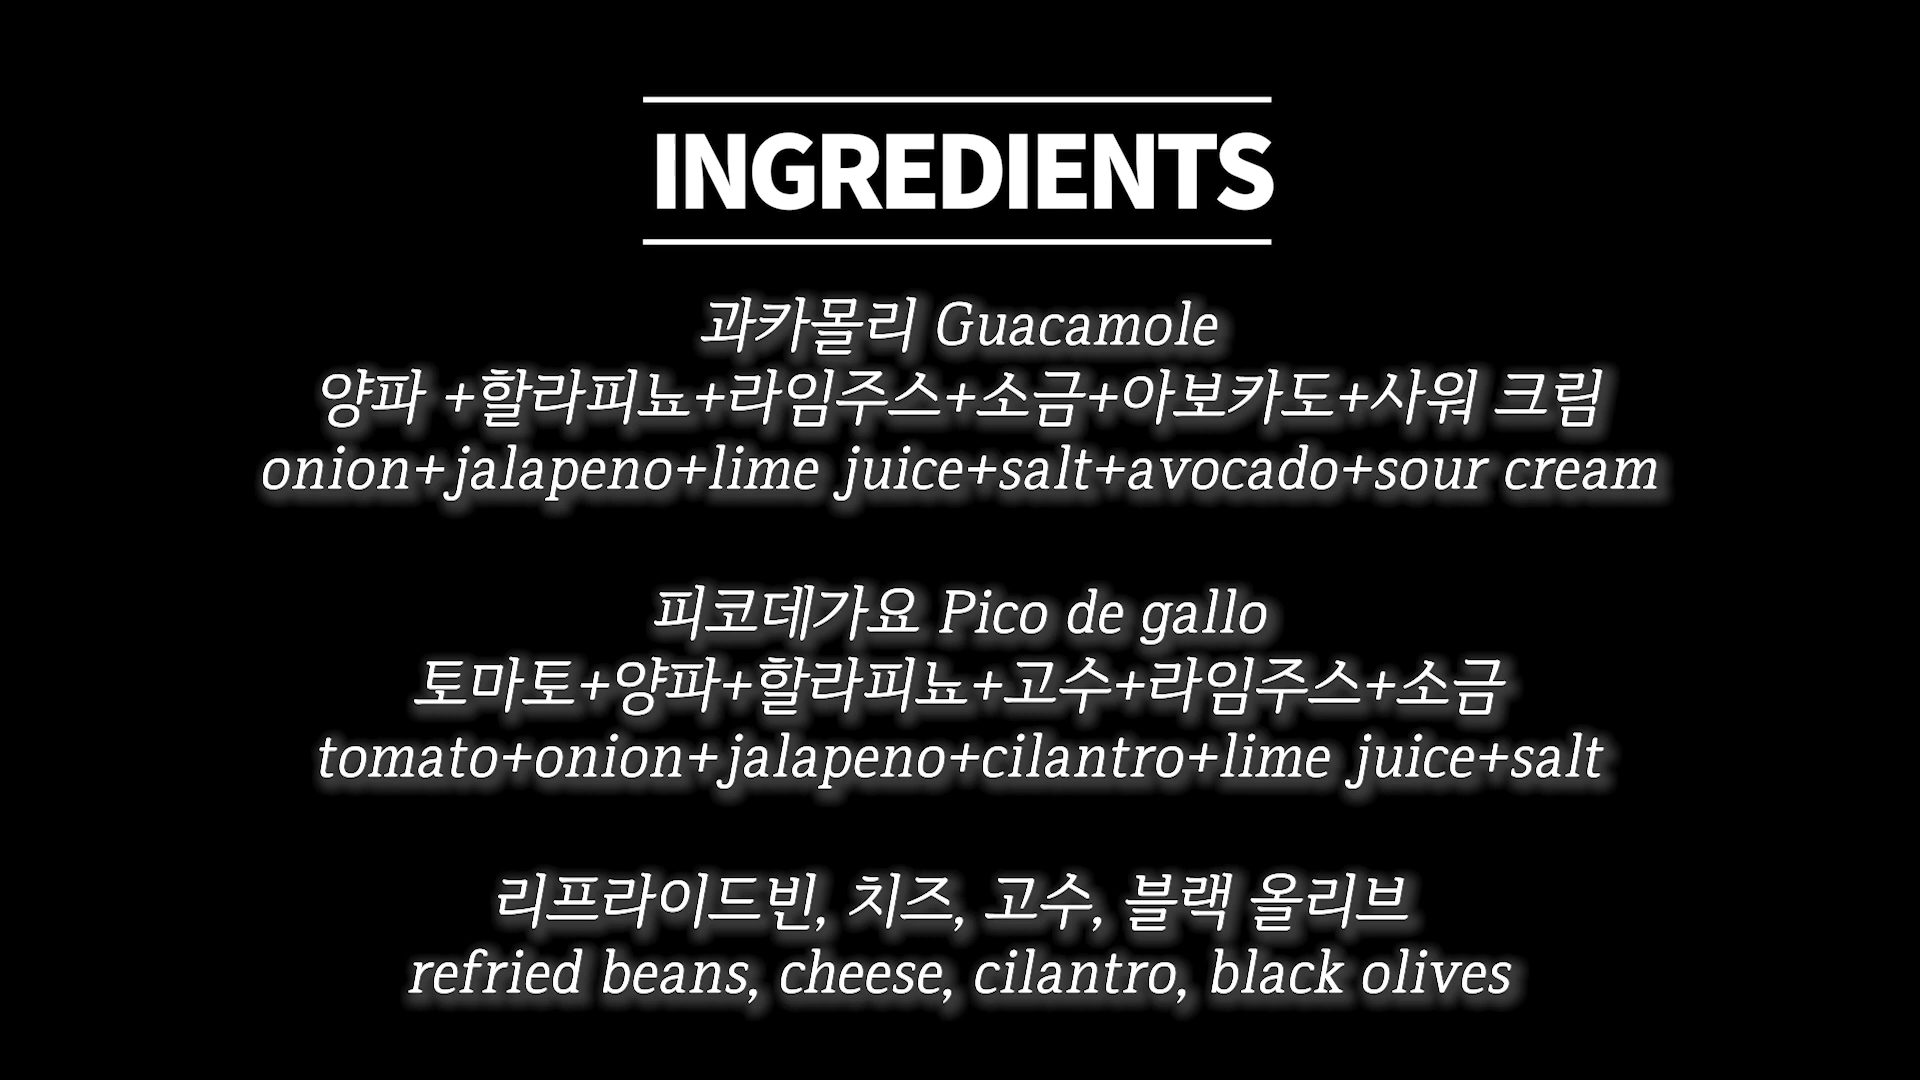 INGREDIENTS
과카몰리 Guacamole
양파 +할라피뇨+라임주스+소금+아보카도+사워 크림
onion+jalapeno+lime juice+salt+avocado+sour cream
피코데가요 Pico de gallo
토마토+양파+할라피뇨+고수+라임주스+소금
tomato+onion+jalapeno+cilantro+lime juice+salt
리프라이드빈, 치즈, 고수, 블랙 올리브
refried beans, cheese, cilantro, black olives